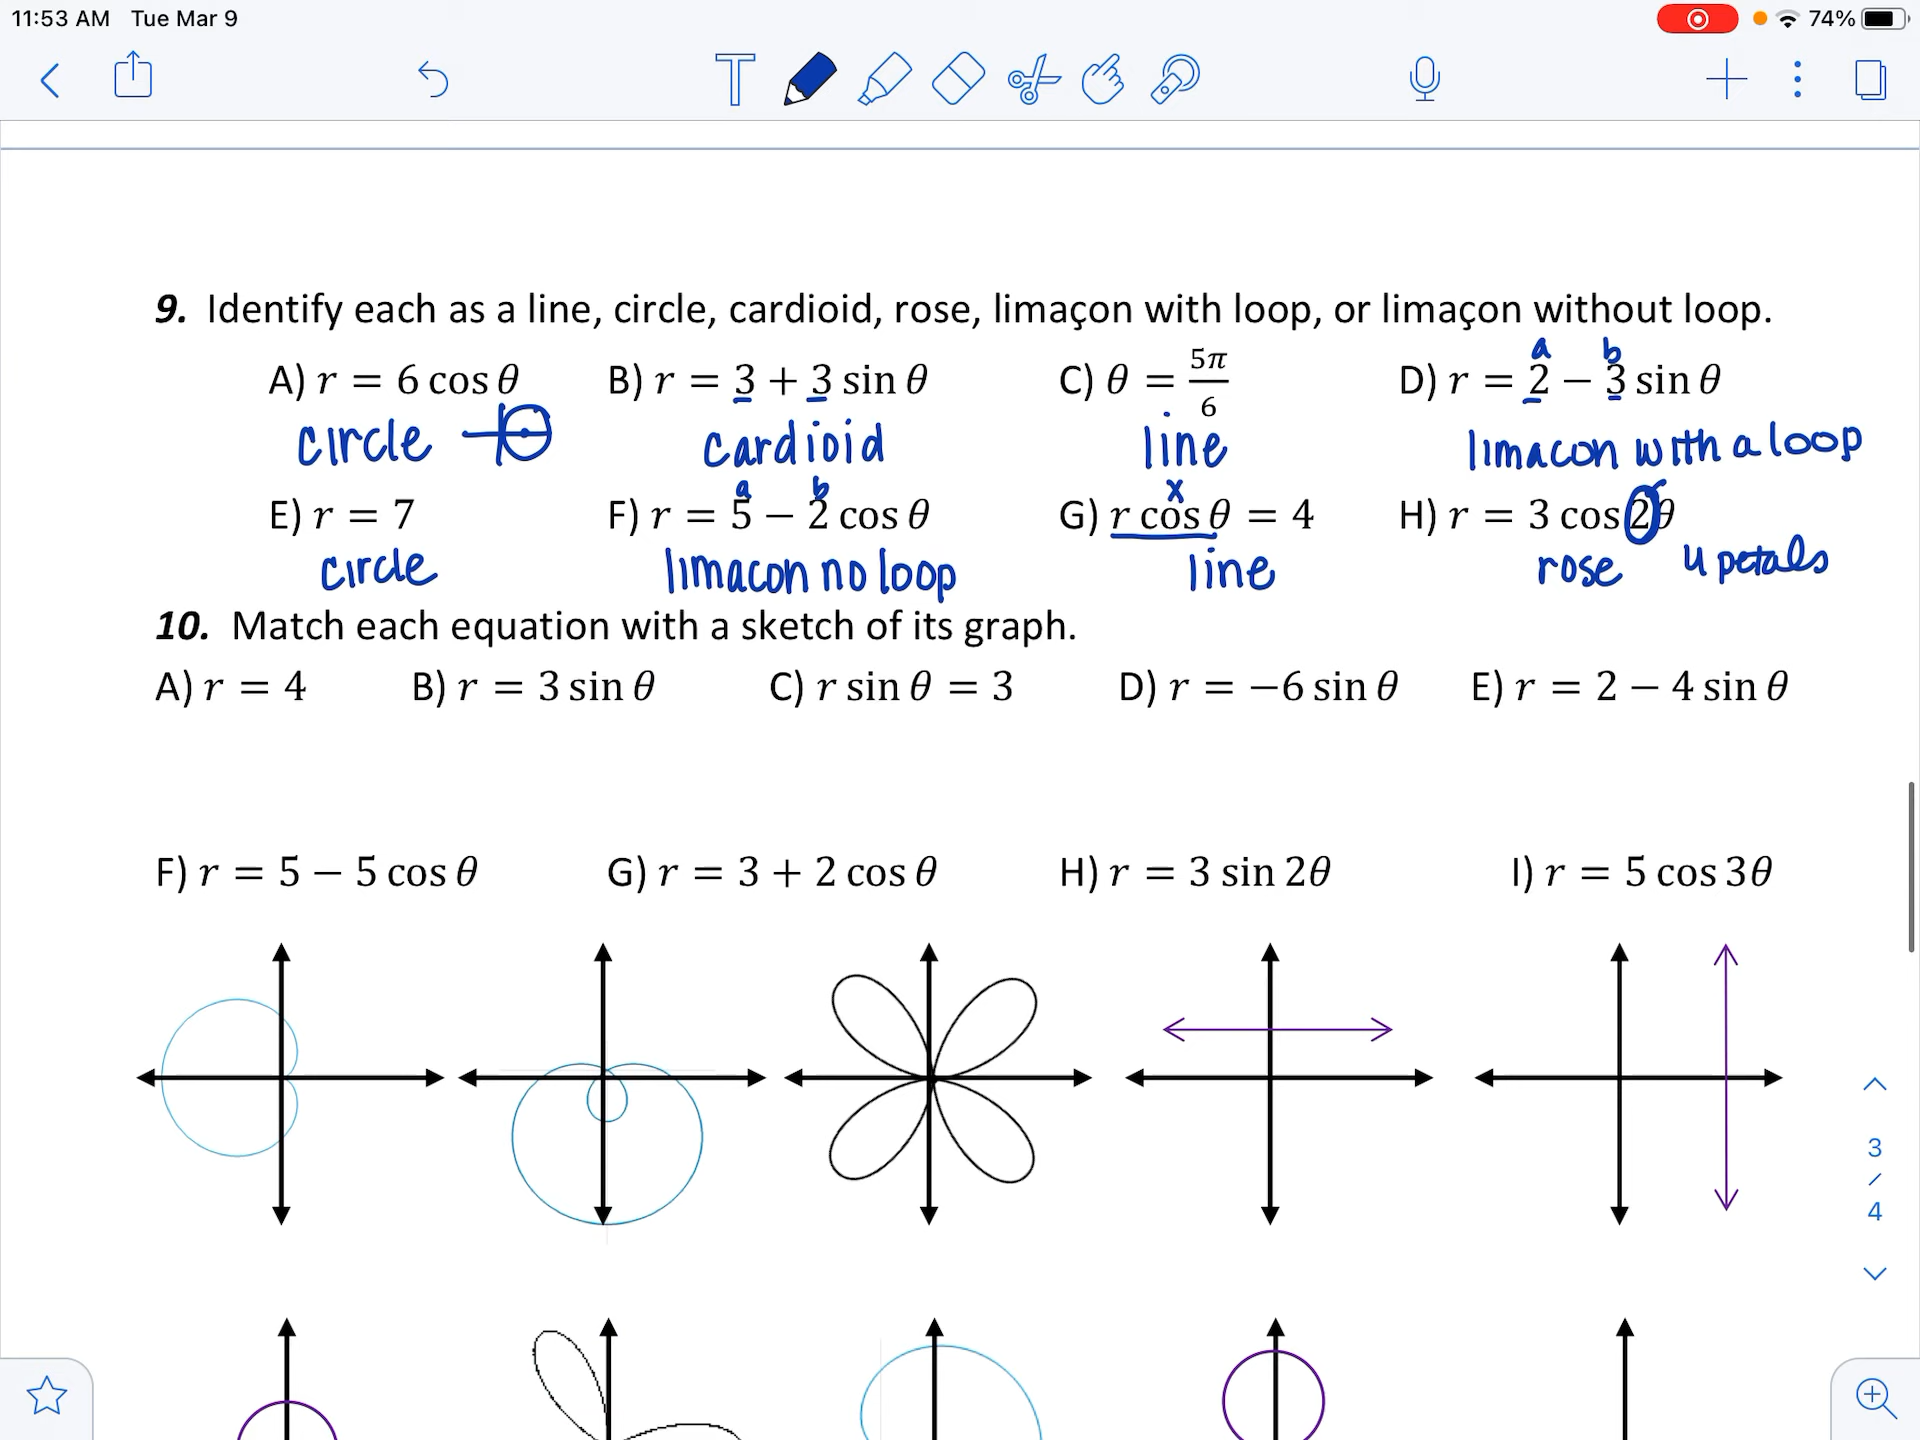 11:53 AM Tue Mar 9 74%
T
9. Identify each as a line, circle, cardioid, rose, limaçon with loop, or limaçon without loop.
a b
A) r = 6 cos θ B) r = 3 + 3 sin θ C) θ = 5π/6 D) r = 2 − 3 sin θ
circle cardioid line limacon with a loop
a b x
E) r = 7 F) r = 5 − 2 cos θ G) r cos θ = 4 H) r = 3 cos 2θ
circle limacon no loop line rose 4 petals
10. Match each equation with a sketch of its graph.
A) r = 4 B) r = 3 sin θ C) r sin θ = 3 D) r = −6 sin θ E) r = 2 − 4 sin θ
F) r = 5 − 5 cos θ G) r = 3 + 2 cos θ H) r = 3 sin 2θ I) r = 5 cos 3θ
3
/
4